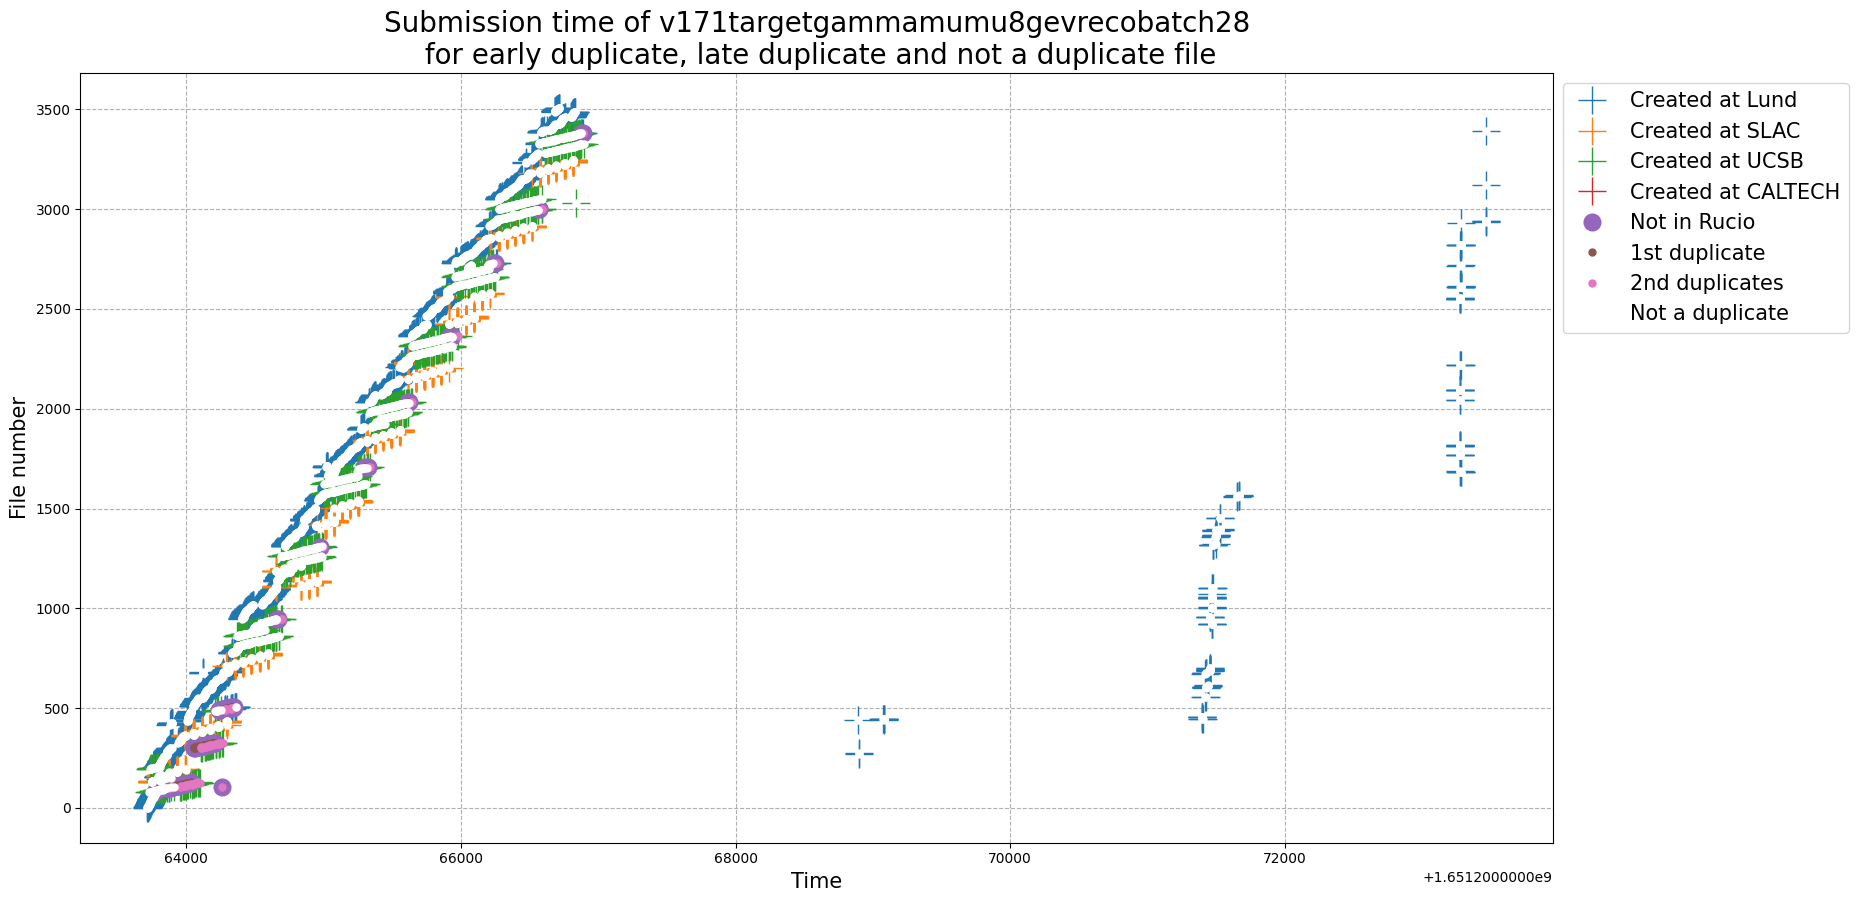 Submission time of v171targetgammamumu8gevrecobatch28
for early duplicate, late duplicate and not a duplicate file
File number
3500
3000
2500
2000
1500
1000
500
0
64000
66000
68000
70000
72000
Time
+1.6512000000e9
Created at Lund
Created at SLAC
Created at UCSB
Created at CALTECH
Not in Rucio
1st duplicate
2nd duplicates
Not a duplicate